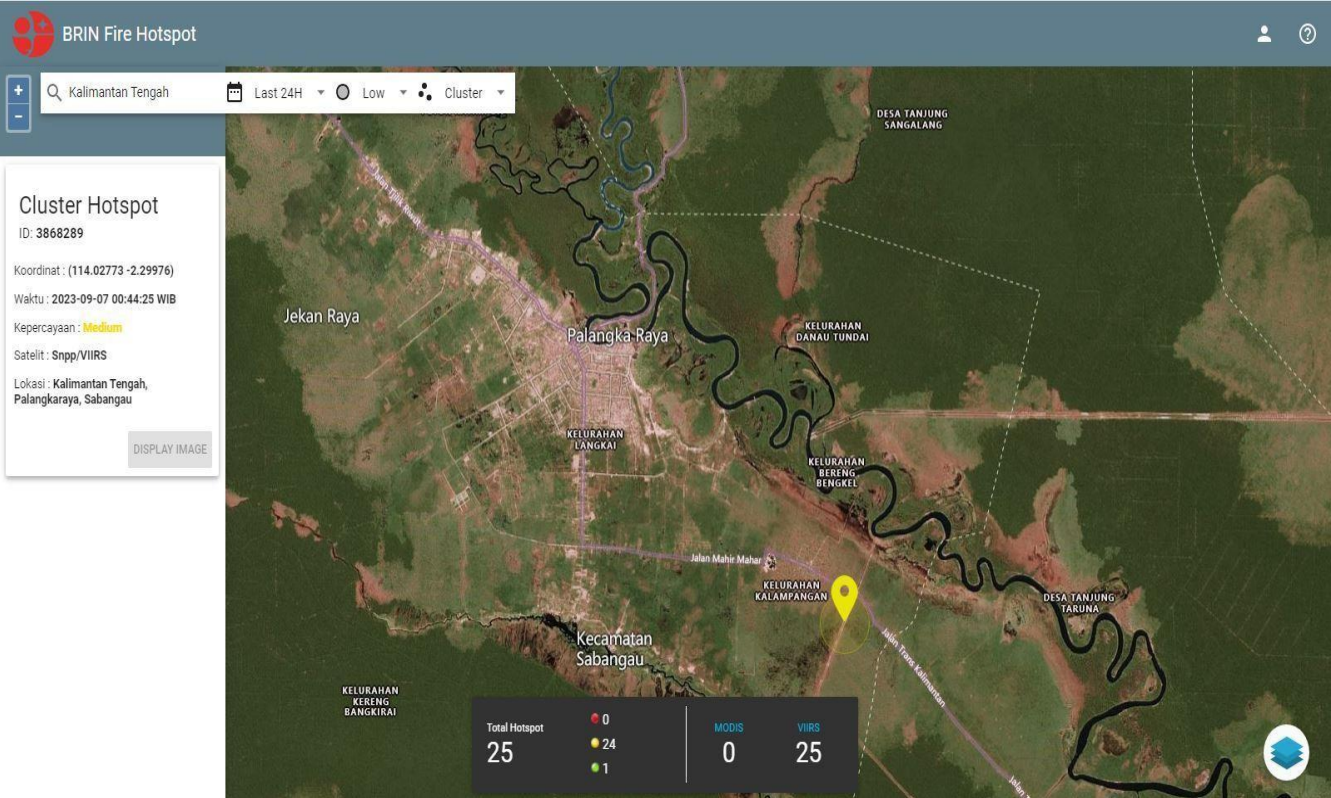 BRIN Fire Hotspot
+
-
Kalimantan Tengah
Last 24H
Low
Cluster
Cluster Hotspot
ID: 3868289
Koordinat : (114.02773 -2.29976)
Waktu : 2023-09-07 00:44:25 WIB
Kepercayaan : Medium
Satelit : Snpp/VIIRS
Lokasi : Kalimantan Tengah,
Palangkaraya, Sabangau
DISPLAY IMAGE
DESA TANJUNG
SANGALANG
Jalan Tjilik Riwut
Jekan Raya
Palangka Raya
KELURAHAN
DANAU TUNDAI
KELURAHAN
LANGKAI
KELURAHAN
BERENG
BENGKEL
Jalan Mahir Mahar
KELURAHAN
KALAMPANGAN
DESA TANJUNG
TARUNA
Kecamatan
Sabangau
Jalan Trans Kalimantan
KELURAHAN
KERENG
BANGKIRAI
Jalan
Total Hotspot
25
0
24
1
MODIS
0
VIIRS
25